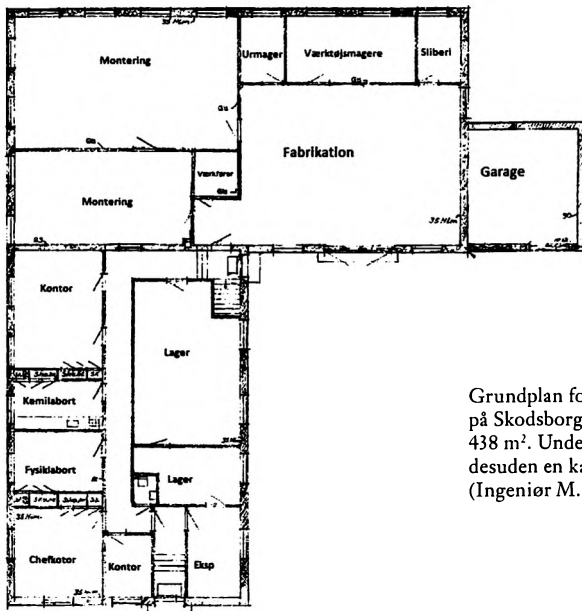 Montering
Urmager
Værktøjsmagere
Sliberi
Fabrikation
Garage
Værkfører
Montering
Kontor
Lager
Kemilabort
Fysiklabort
Lager
Chefkotor
Kontor
Eksp
Grundplan fo
på Skodsborg
438 m². Unde
desuden en ka
(Ingeniør M.